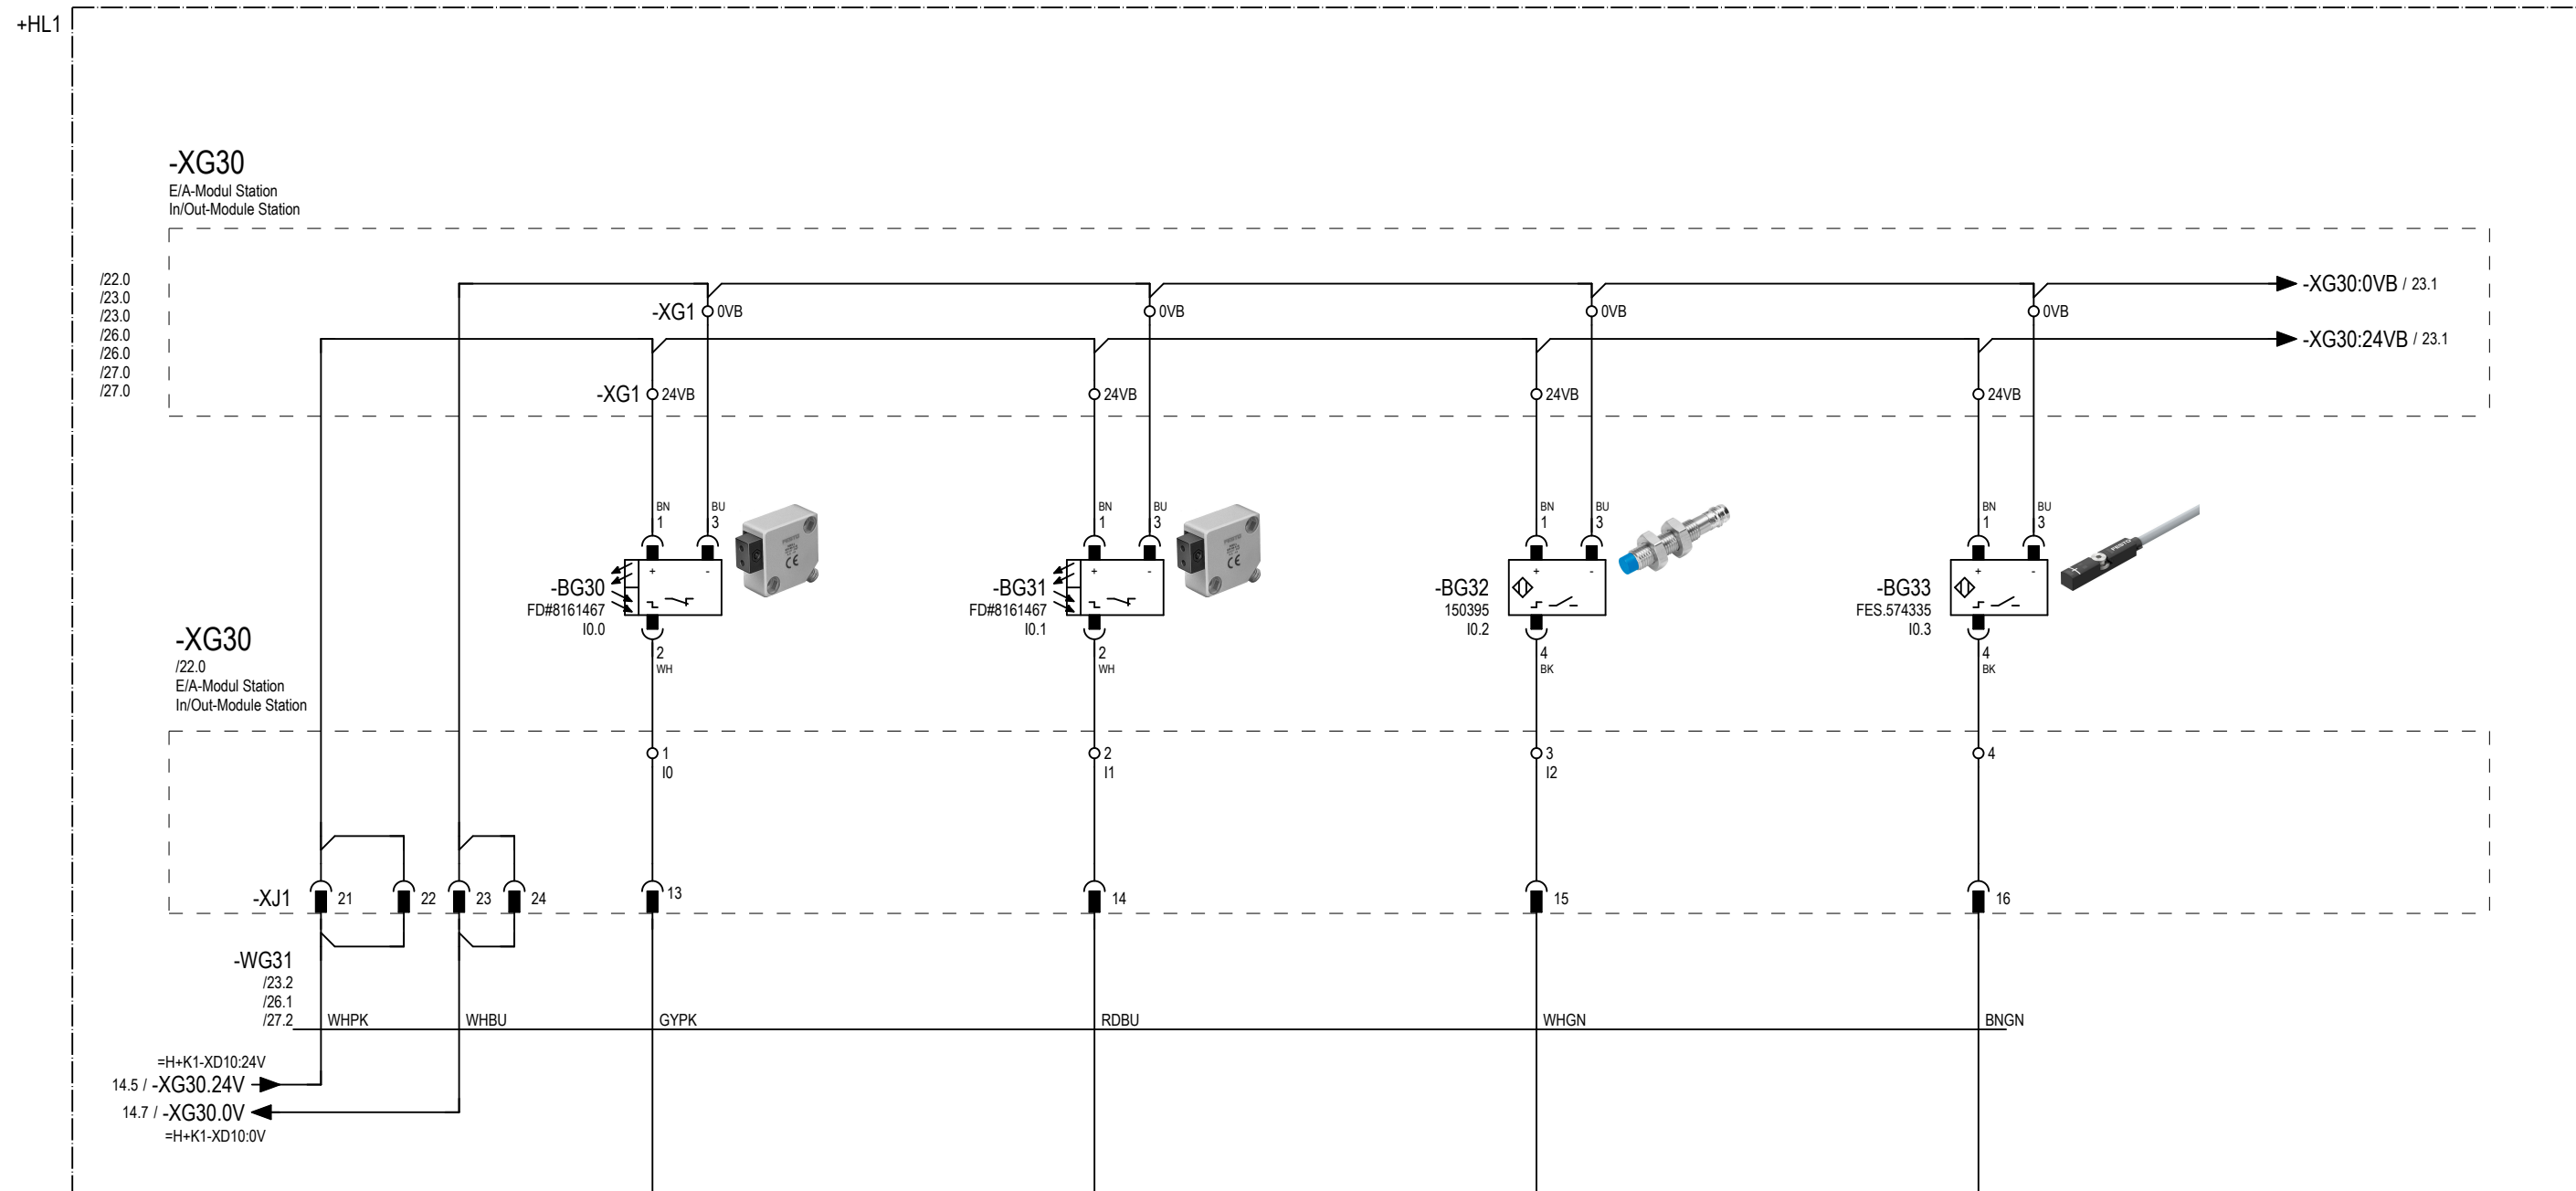 +HL1
-XG30
E/A-Modul Station
In/Out-Module Station
/22.0
/23.0
/23.0
/26.0
/26.0
/27.0
/27.0
-XG30:0VB / 23.1
-XG1 0VB 0VB 0VB 0VB
-XG30:24VB / 23.1
-XG1 24VB 24VB 24VB 24VB
BN BU BN BU BN BU BN BU
1 3 1 3 1 3 1 3
+ - + - + - + -
-BG30
FD#8161467
I0.0
-BG31
FD#8161467
I0.1
-BG32
150395
I0.2
-BG33
FES.574335
I0.3
2 2 4 4
WH WH BK BK
-XG30
/22.0
E/A-Modul Station
In/Out-Module Station
1 2 3 4
I0 I1 I2
-XJ1 21 22 23 24 13 14 15 16
-WG31
/23.2
/26.1
/27.2 WHPK WHBU GYPK RDBU WHGN BNGN
=H+K1-XD10:24V
14.5 / -XG30.24V
14.7 / -XG30.0V
=H+K1-XD10:0V